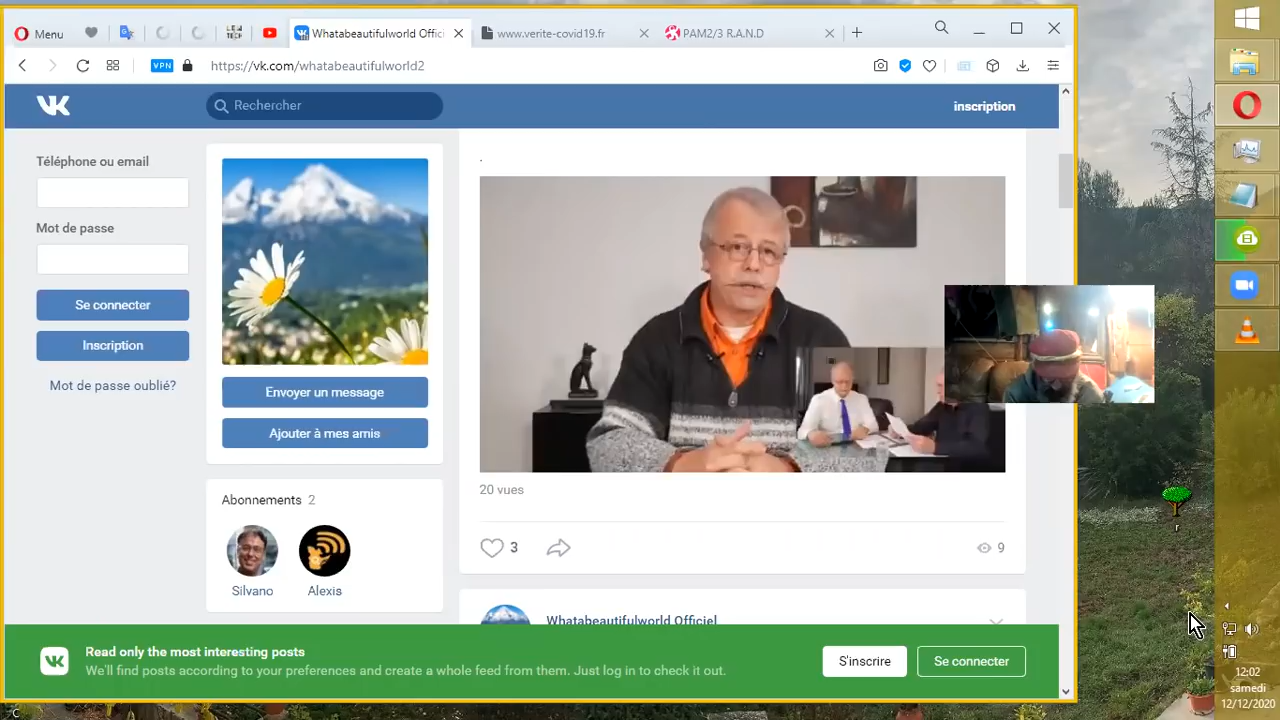 Menu
Whatabeautifulworld Offici
www.verite-covid19.fr
PAM2/3 R.A.N.D
VPN
https://vk.com/whatabeautifulworld2
Rechercher
inscription
Téléphone ou email
Mot de passe
Se connecter
Inscription
Mot de passe oublié?
Envoyer un message
Ajouter à mes amis
Abonnements 2
Silvano
Alexis
.
20 vues
3
9
Whatabeautifulworld Officiel
Read only the most interesting posts
We'll find posts according to your preferences and create a whole feed from them. Just log in to check it out.
S'inscrire
Se connecter
r
12:02
samedi
12/12/2020